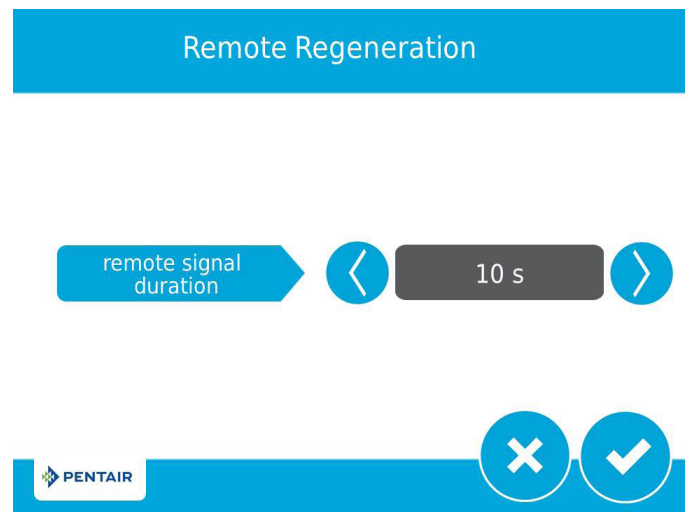 Remote Regeneration
remote signal
duration
10 s
PENTAIR